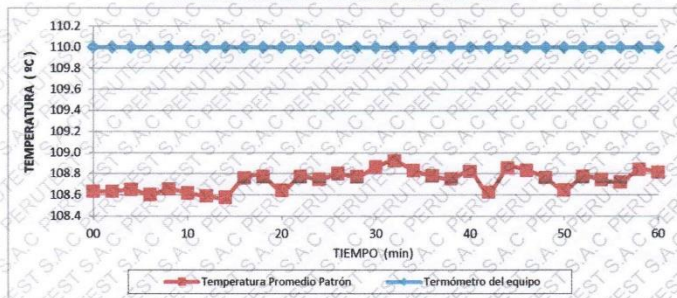 110.2
110.0
109.8
109.6
109.4
109.2
109.0
108.8
108.6
108.4
TEMPERATURA ( ºC )
00 10 20 30 40 50 60
TIEMPO (min)
Temperatura Promedio Patrón Termómetro del equipo
PERUTEST S.A.C